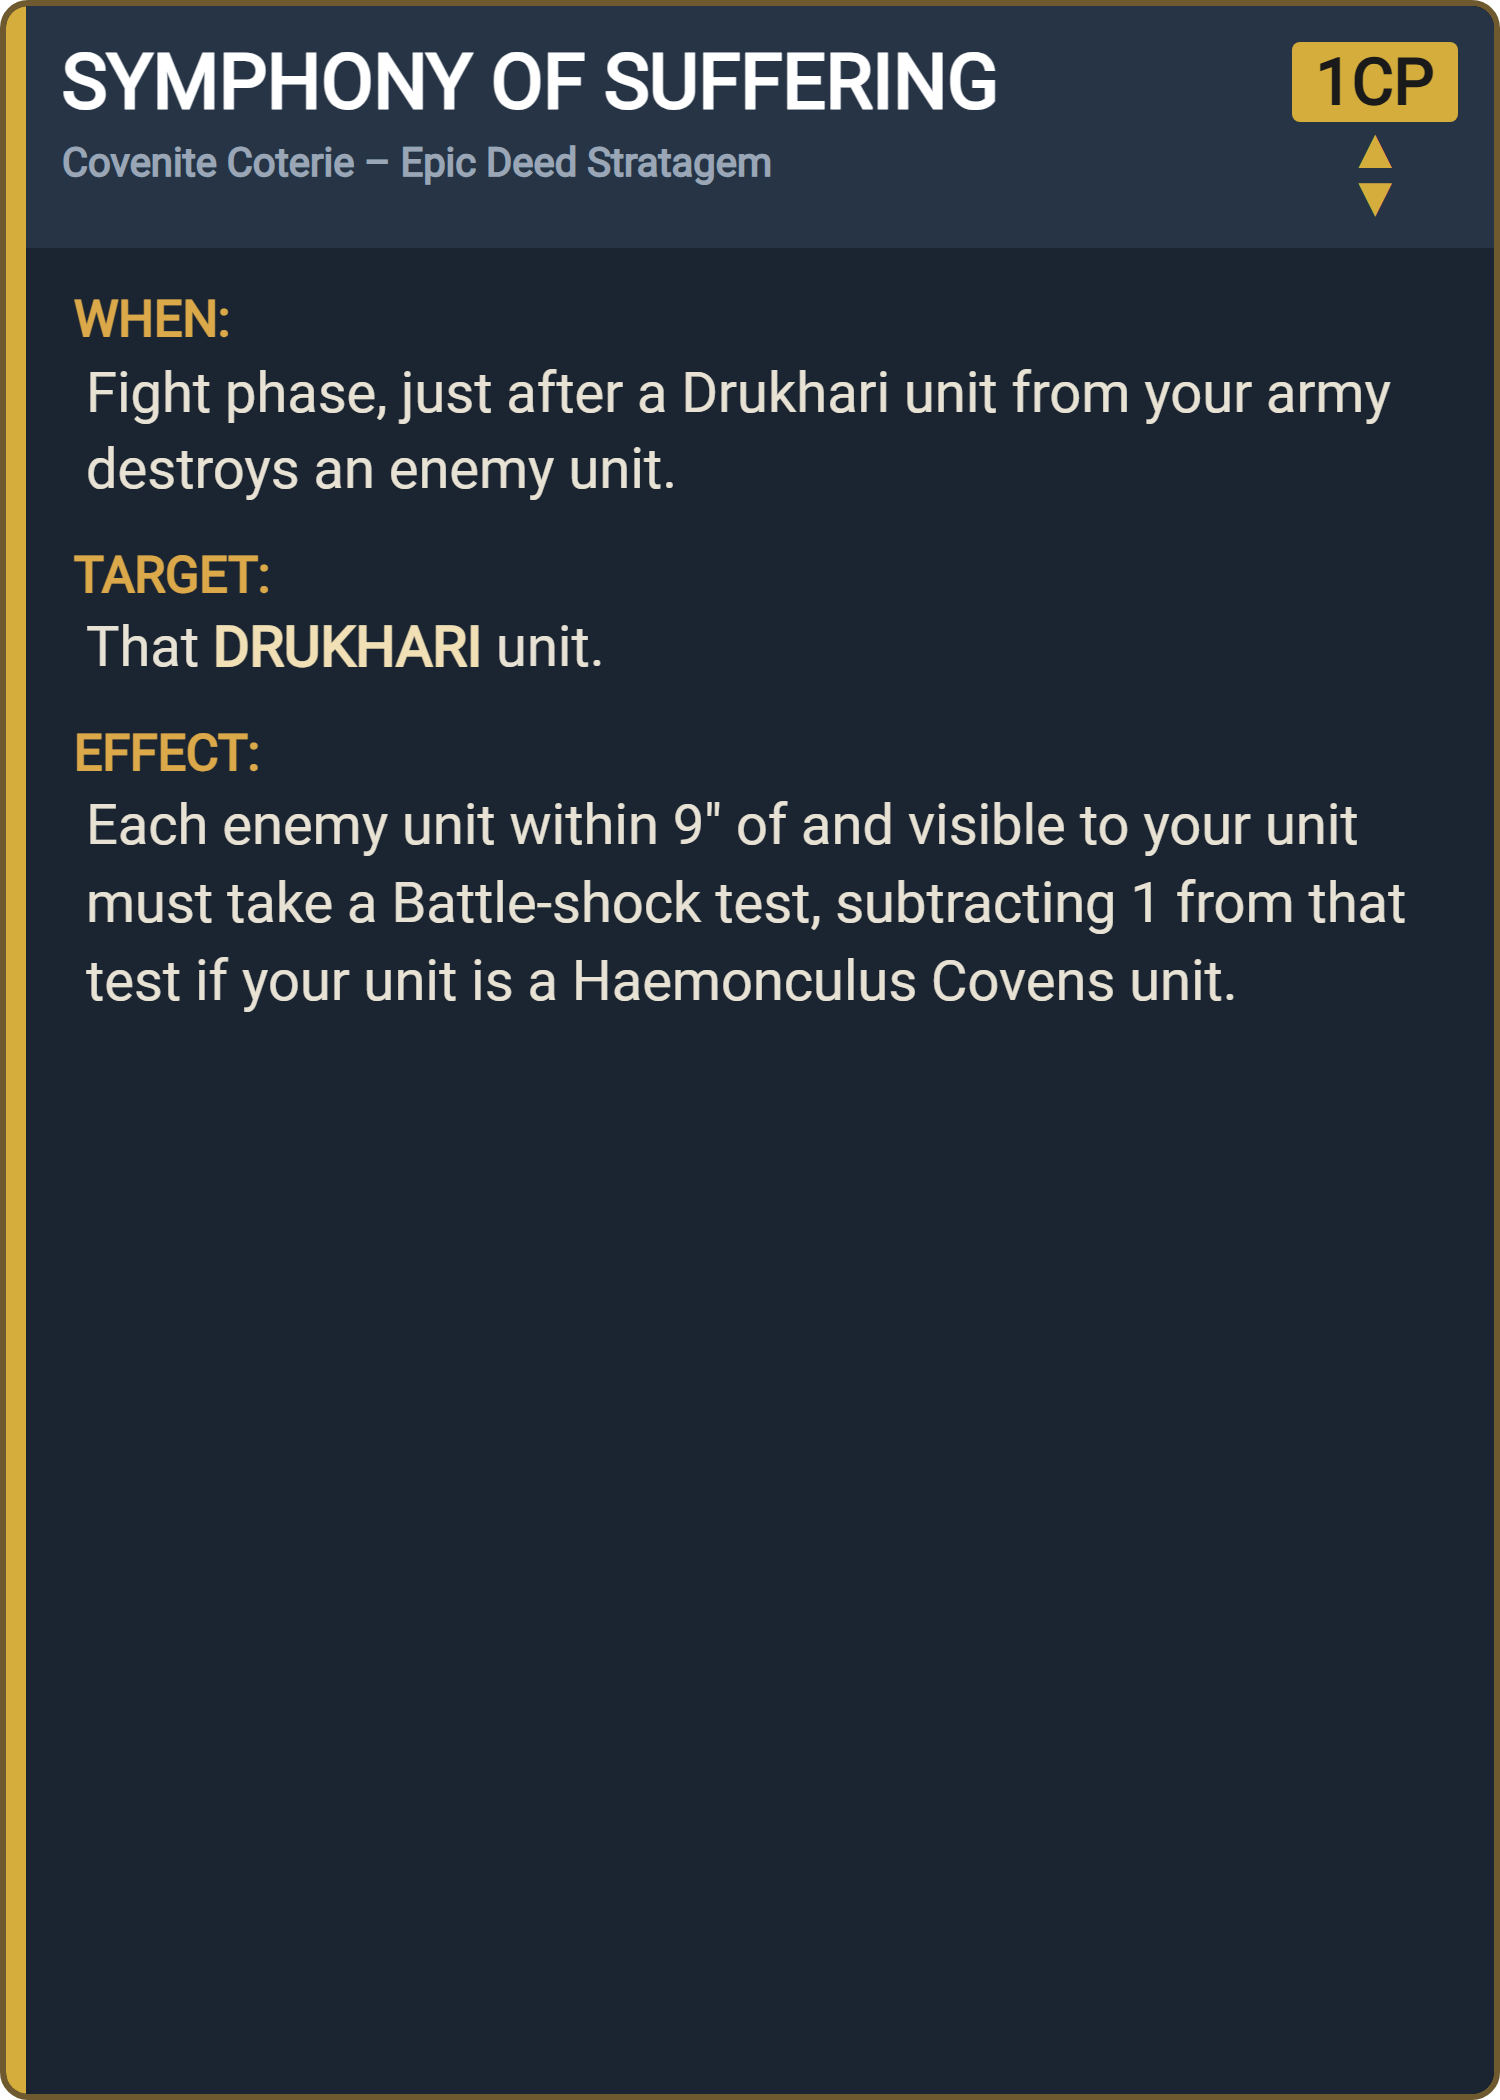 SYMPHONY OF SUFFERING
1CP
Covenite Coterie – Epic Deed Stratagem
▲
▼
WHEN:
Fight phase, just after a Drukhari unit from your army
destroys an enemy unit.
TARGET:
That DRUKHARI unit.
EFFECT:
Each enemy unit within 9" of and visible to your unit
must take a Battle-shock test, subtracting 1 from that
test if your unit is a Haemonculus Covens unit.